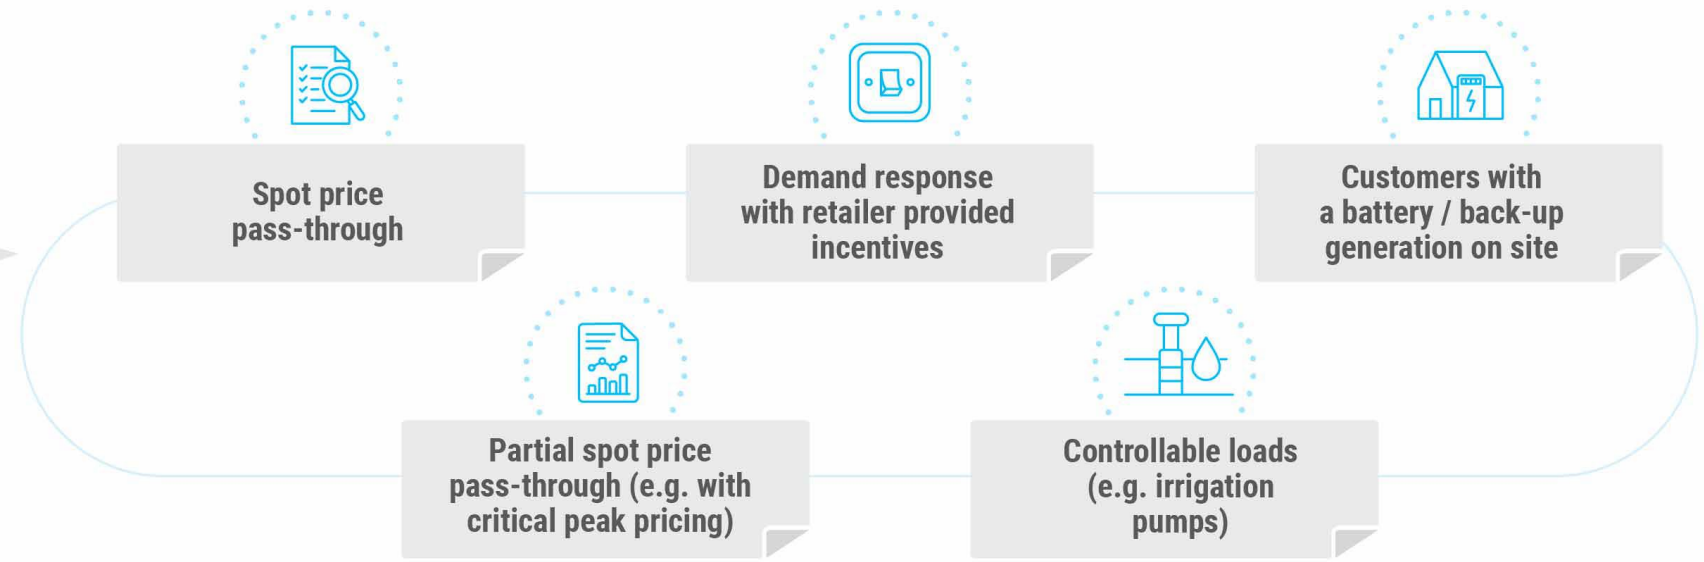 Spot price
pass-through
Demand response
with retailer provided
incentives
Customers with
a battery / back-up
generation on site
Partial spot price
pass-through (e.g. with
critical peak pricing)
Controllable loads
(e.g. irrigation
pumps)